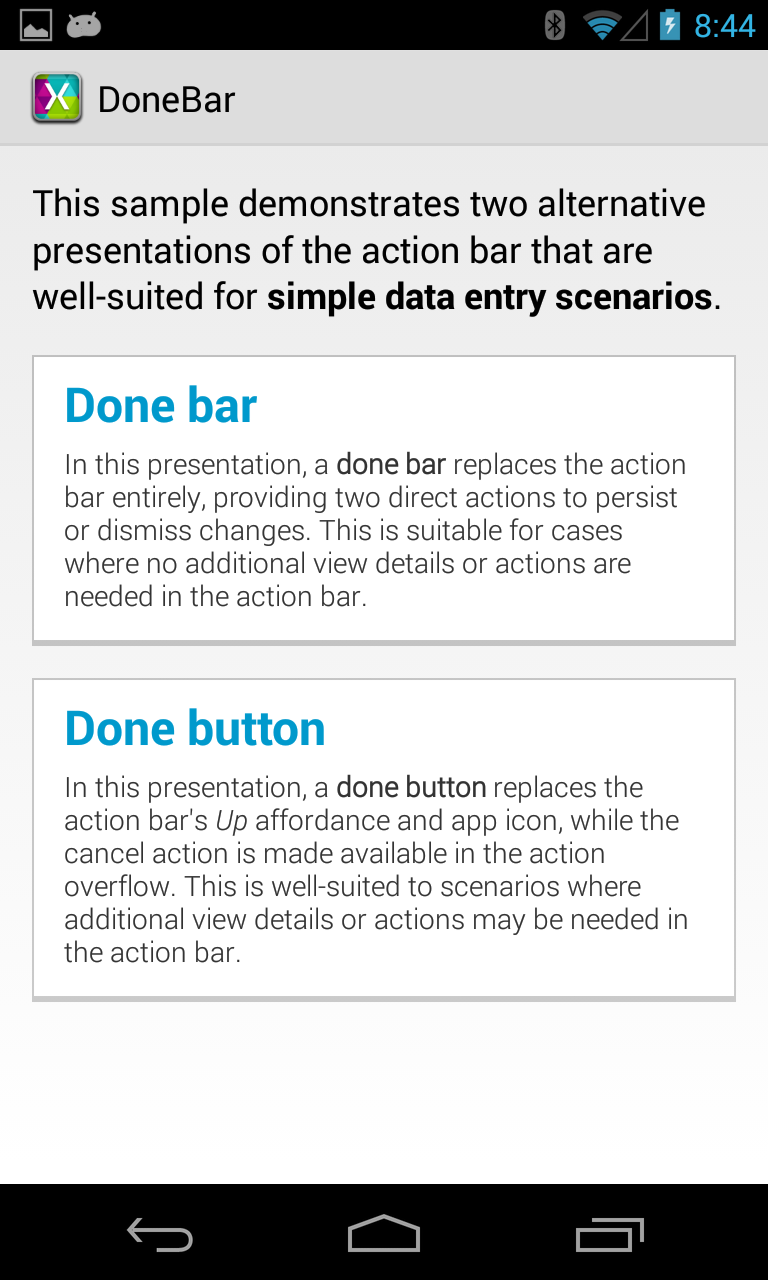 8:44
DoneBar
This sample demonstrates two alternative
presentations of the action bar that are
well-suited for simple data entry scenarios.
Done bar
In this presentation, a done bar replaces the action
bar entirely, providing two direct actions to persist
or dismiss changes. This is suitable for cases
where no additional view details or actions are
needed in the action bar.
Done button
In this presentation, a done button replaces the
action bar's Up affordance and app icon, while the
cancel action is made available in the action
overflow. This is well-suited to scenarios where
additional view details or actions may be needed in
the action bar.